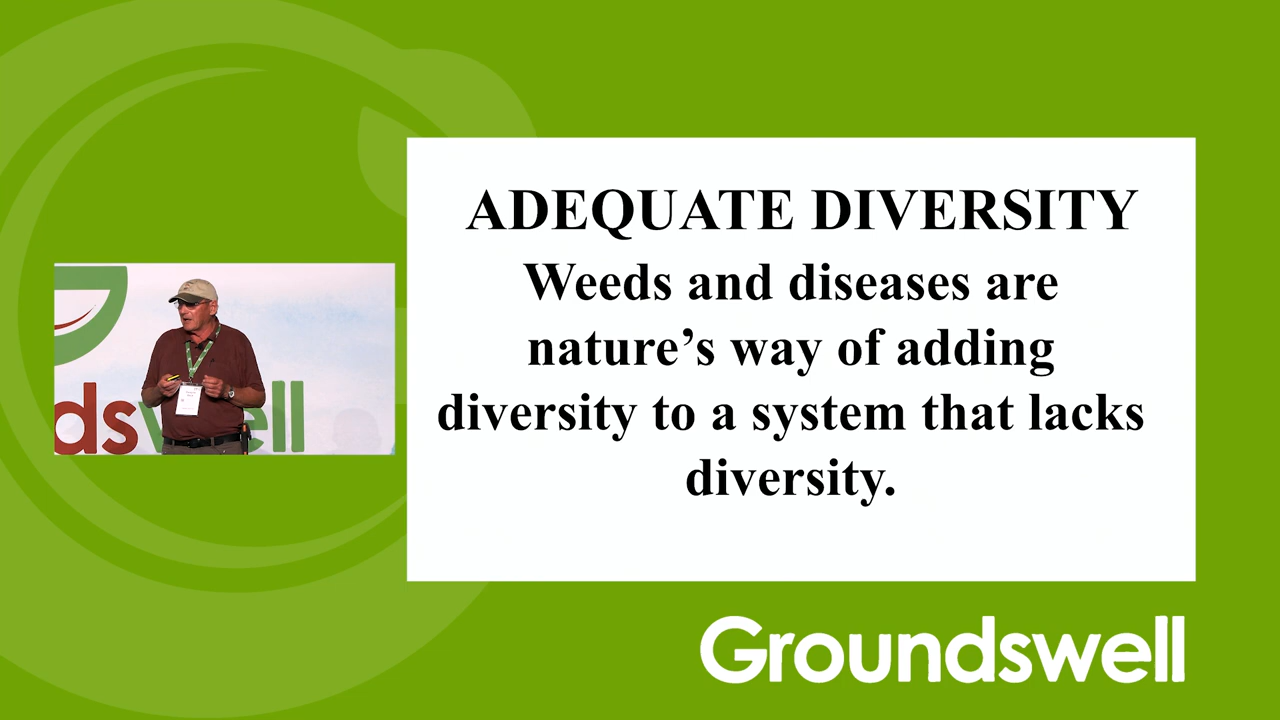 ADEQUATE DIVERSITY
Weeds and diseases are
nature’s way of adding
diversity to a system that lacks
diversity.
dswell
Groundswell